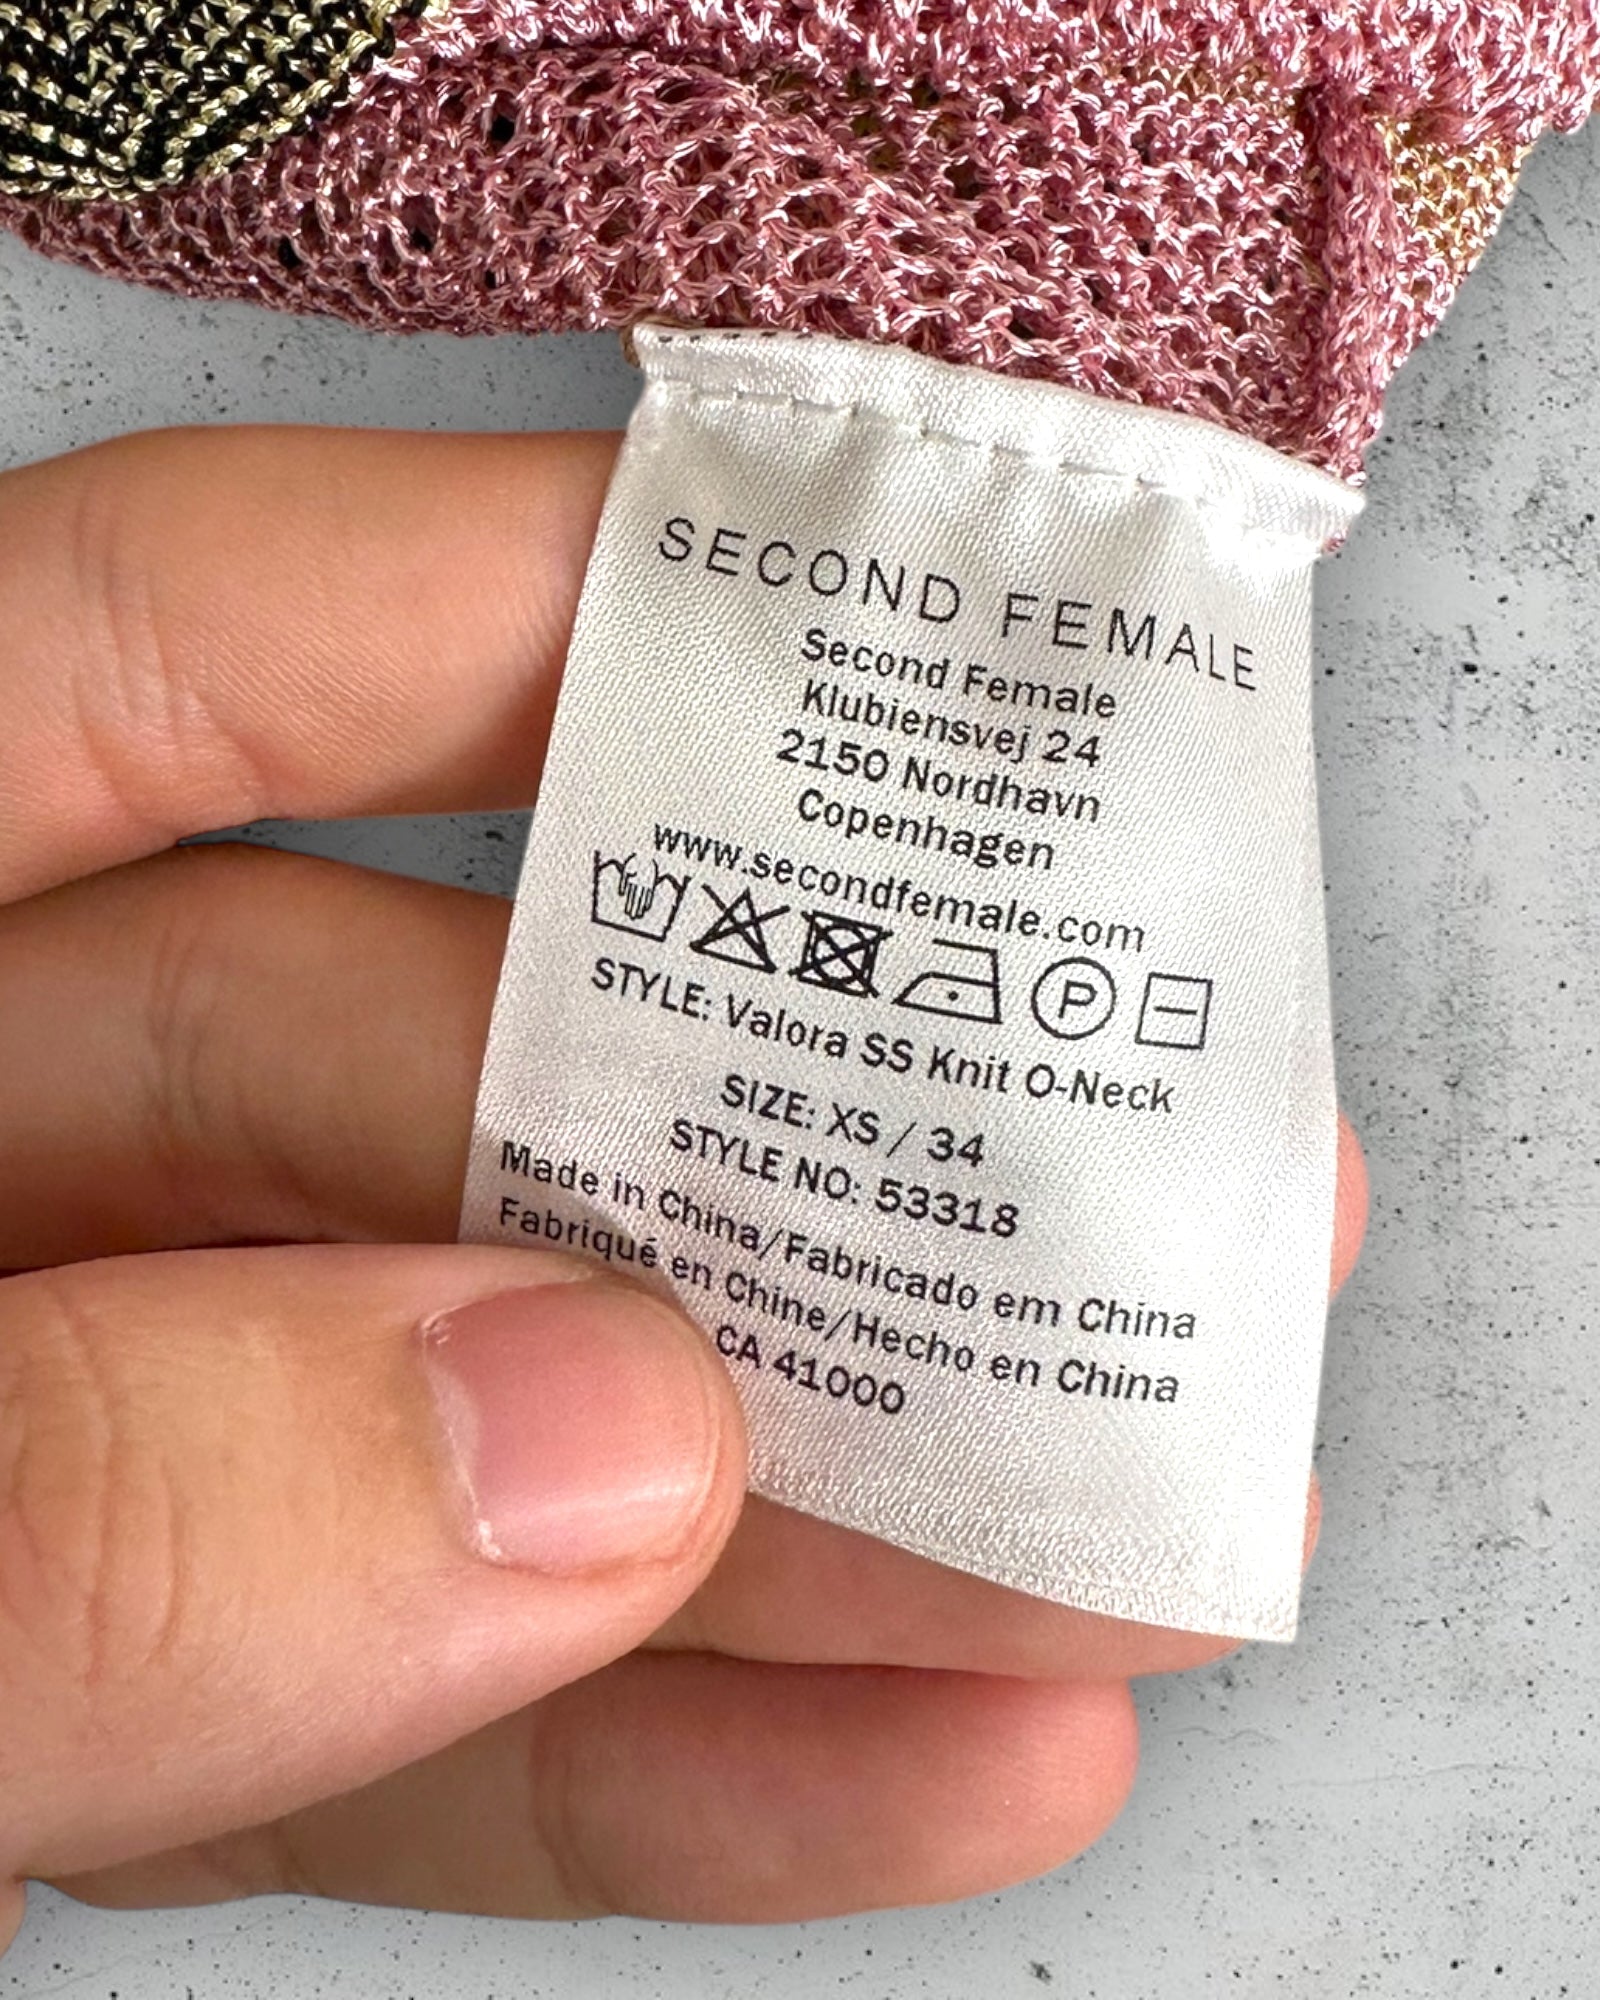 SECOND FEMALE
Second Female
Klubiensvej 24
2150 Nordhavn
Copenhagen
www.secondfemale.com
P
STYLE: Valora SS Knit O-Neck
SIZE: XS / 34
STYLE NO: 53318
Made in China/Fabricado em China
Fabriqué en Chine/Hecho en China
CA 41000